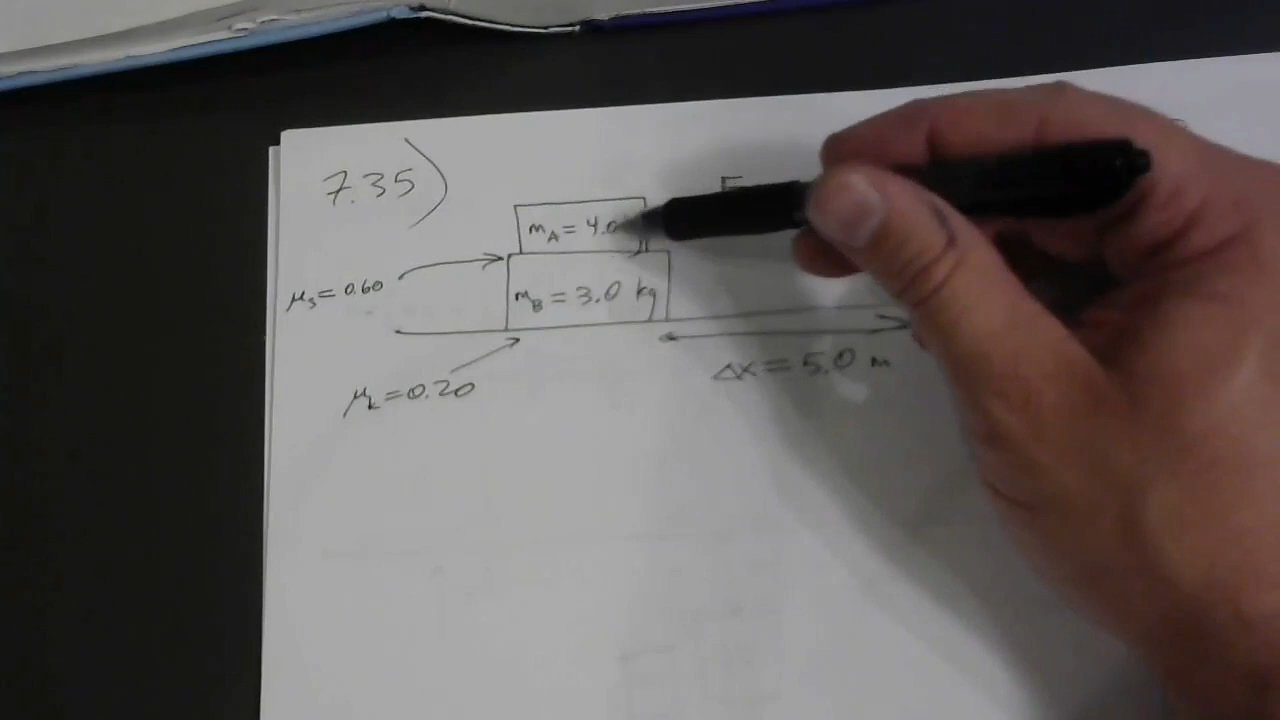 7.35)
F
m_A = 4.0
μ_s = 0.60
m_B = 3.0 kg
Δx = 5.0 m
μ_k = 0.20